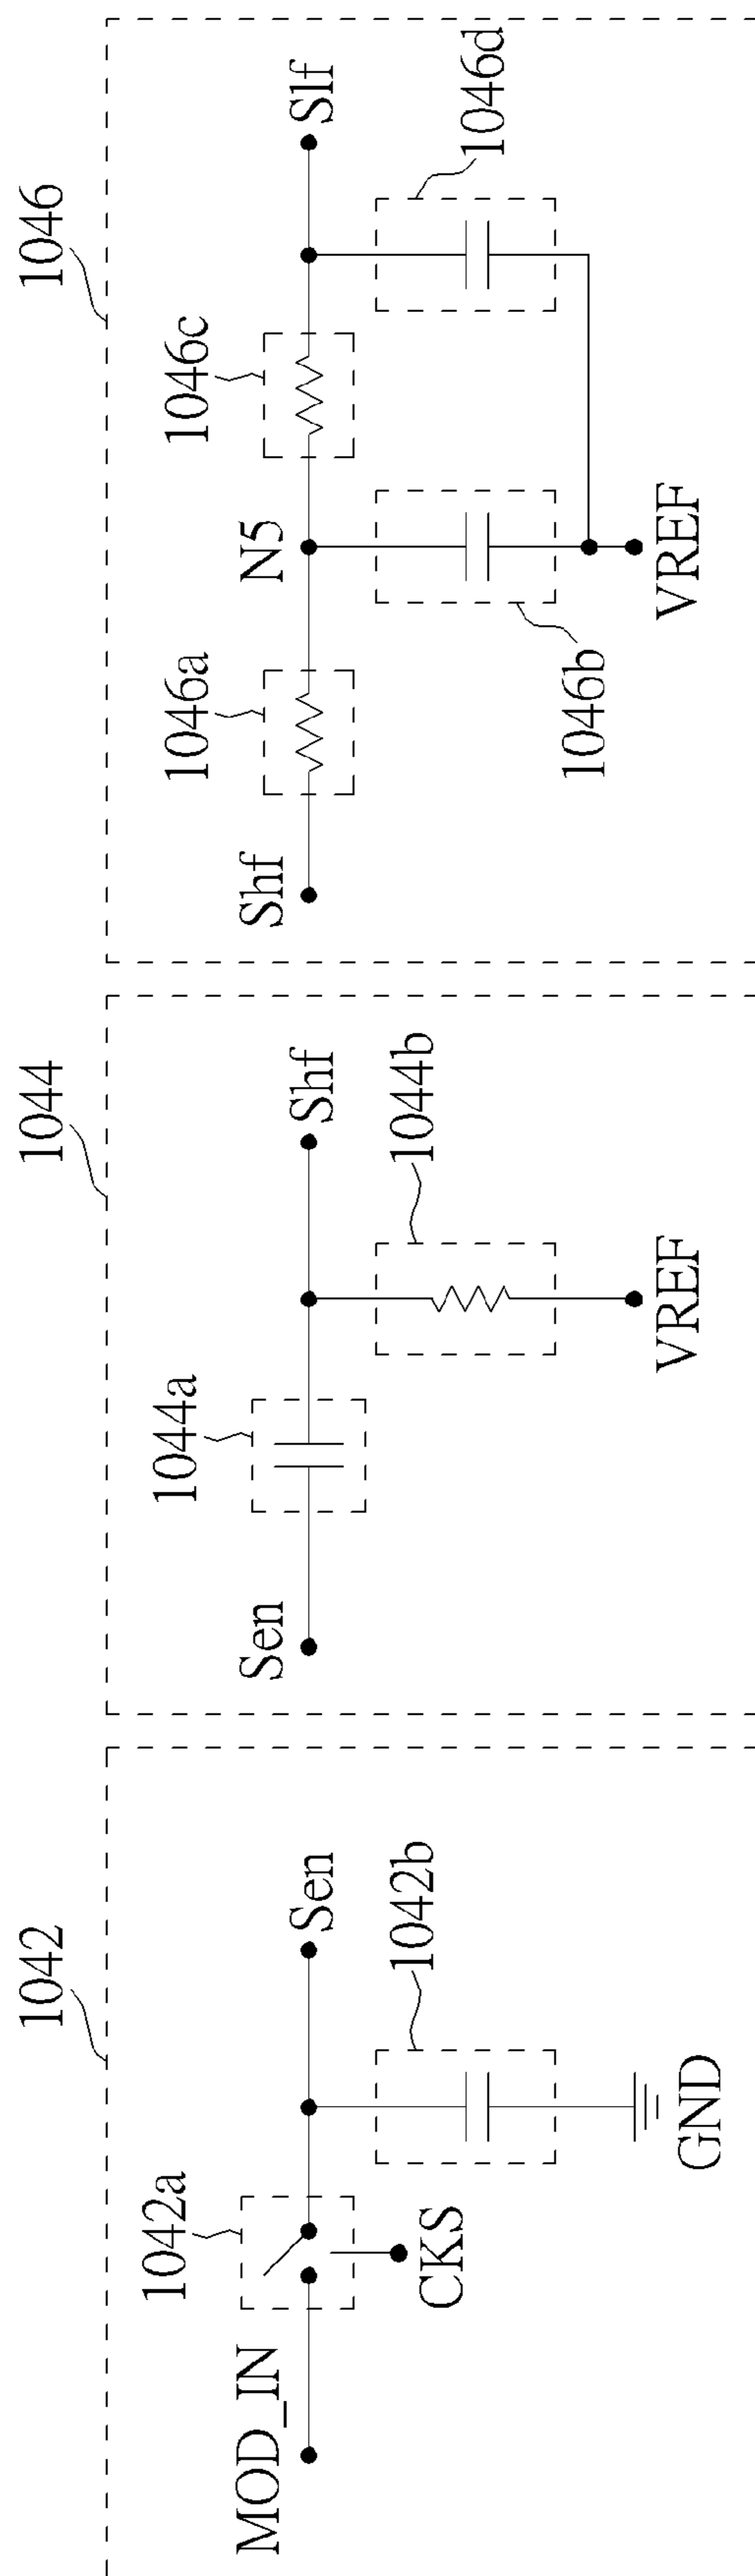 1042
1042a
MOD_IN
CKS
Sen
1042b
GND
1044
1044a
Sen
Shf
1044b
VREF
1046
1046a
1046c
Shf
N5
Slf
1046b
1046d
VREF